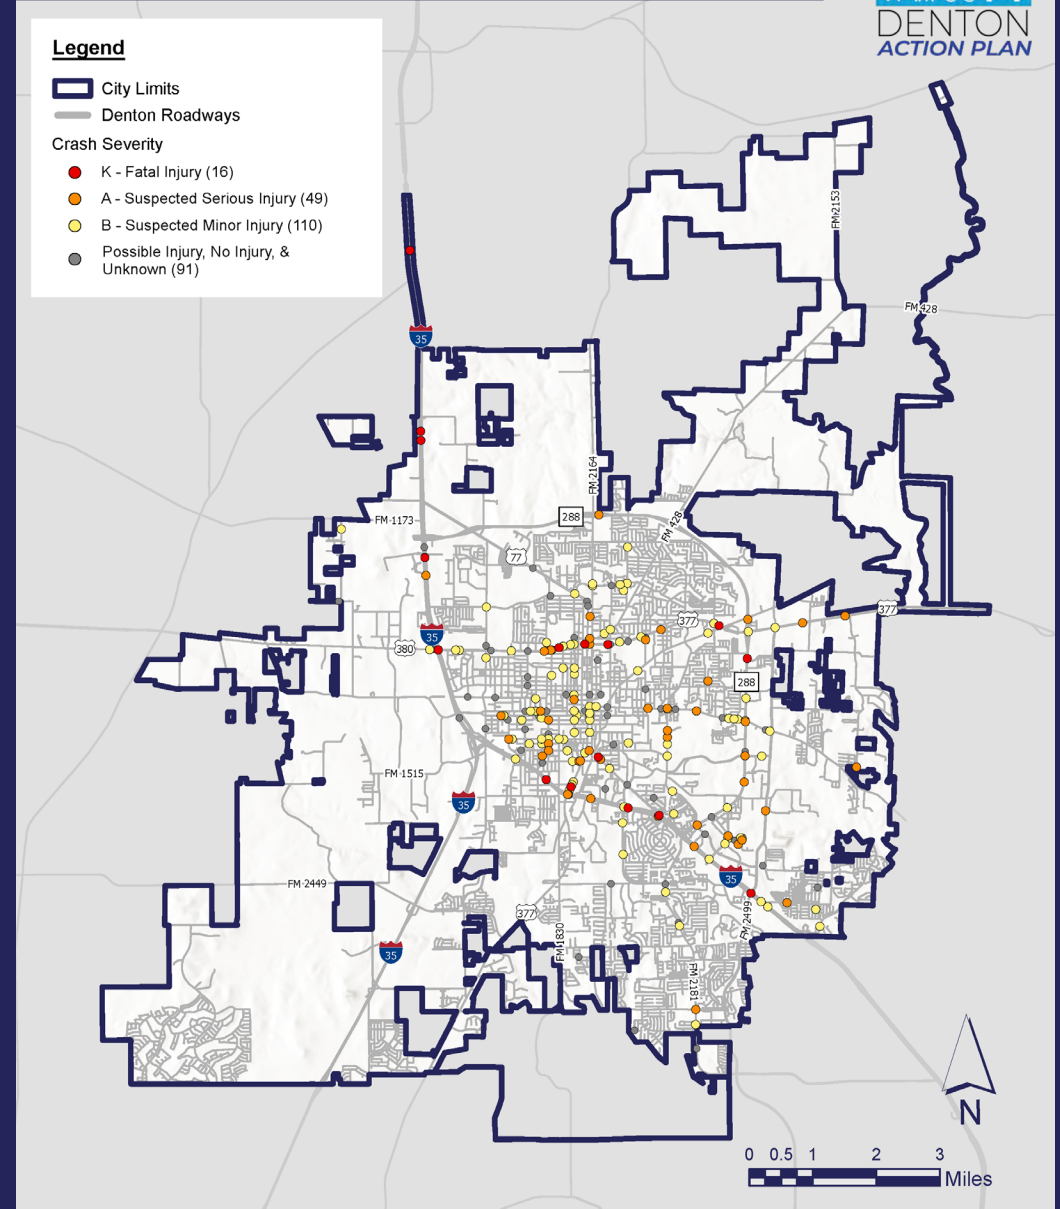 DENTON
ACTION PLAN
Legend
City Limits
Denton Roadways
Crash Severity
K - Fatal Injury (16)
A - Suspected Serious Injury (49)
B - Suspected Minor Injury (110)
Possible Injury, No Injury, &
Unknown (91)
FM 2153
FM 428
35
FM 2164
FM 1173
288
FM 428
77
377
377
35
380
288
FM 1515
35
35
FM 2449
377
FM 2499
FM 1830
35
FM 2181
N
0 0.5 1 2 3
Miles